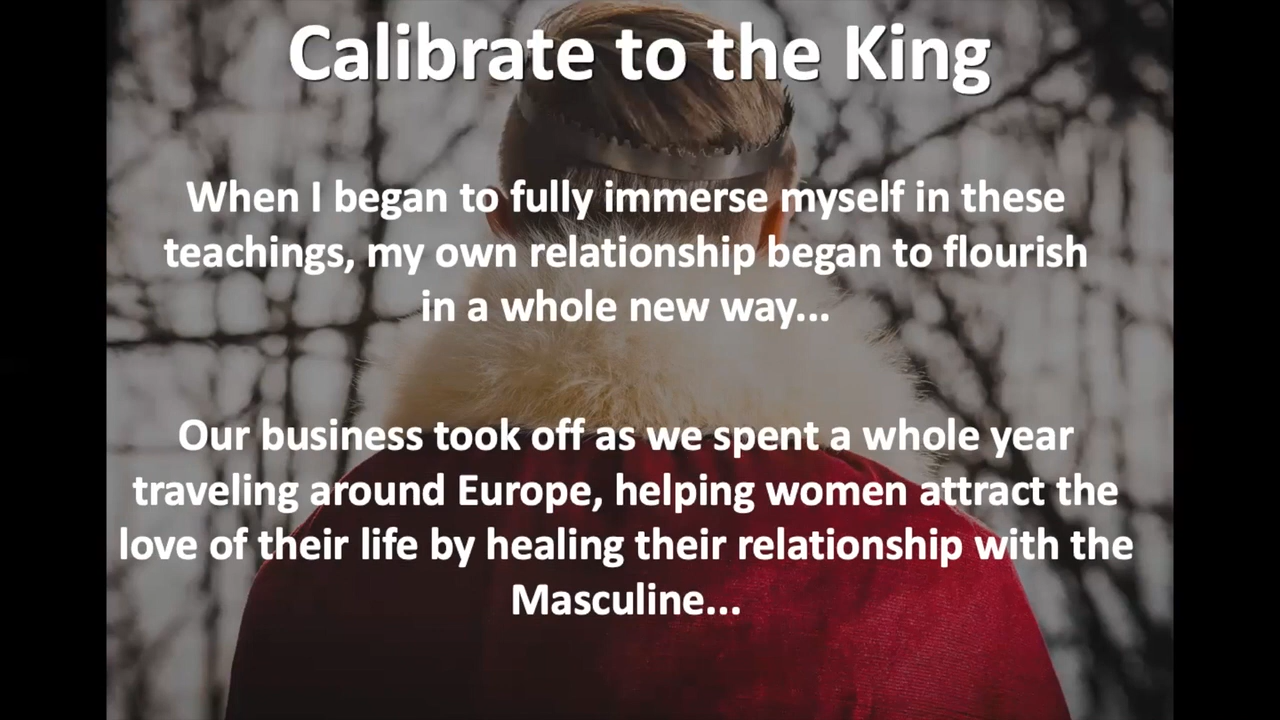 Calibrate to the King
When I began to fully immerse myself in these
teachings, my own relationship began to flourish
in a whole new way...
Our business took off as we spent a whole year
traveling around Europe, helping women attract the
love of their life by healing their relationship with the
Masculine...